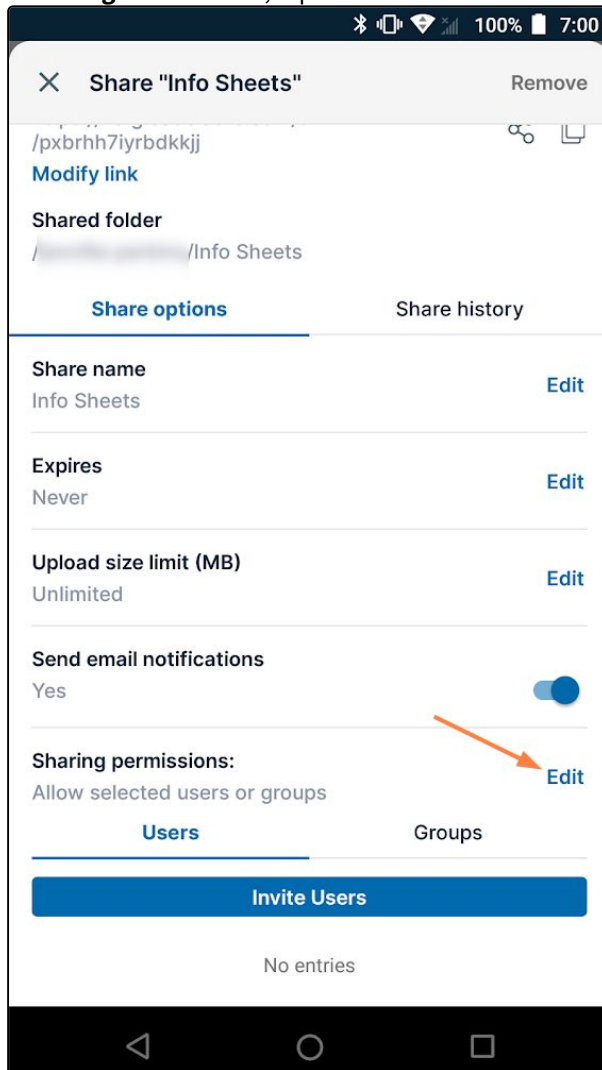 100% 7:00
Share "Info Sheets" Remove
/pxbrhh7iyrbdkkjj
Modify link
Shared folder
/Info Sheets
Share options Share history
Share name
Info Sheets
Edit
Expires
Never
Edit
Upload size limit (MB)
Unlimited
Edit
Send email notifications
Yes
Sharing permissions:
Allow selected users or groups
Edit
Users Groups
Invite Users
No entries